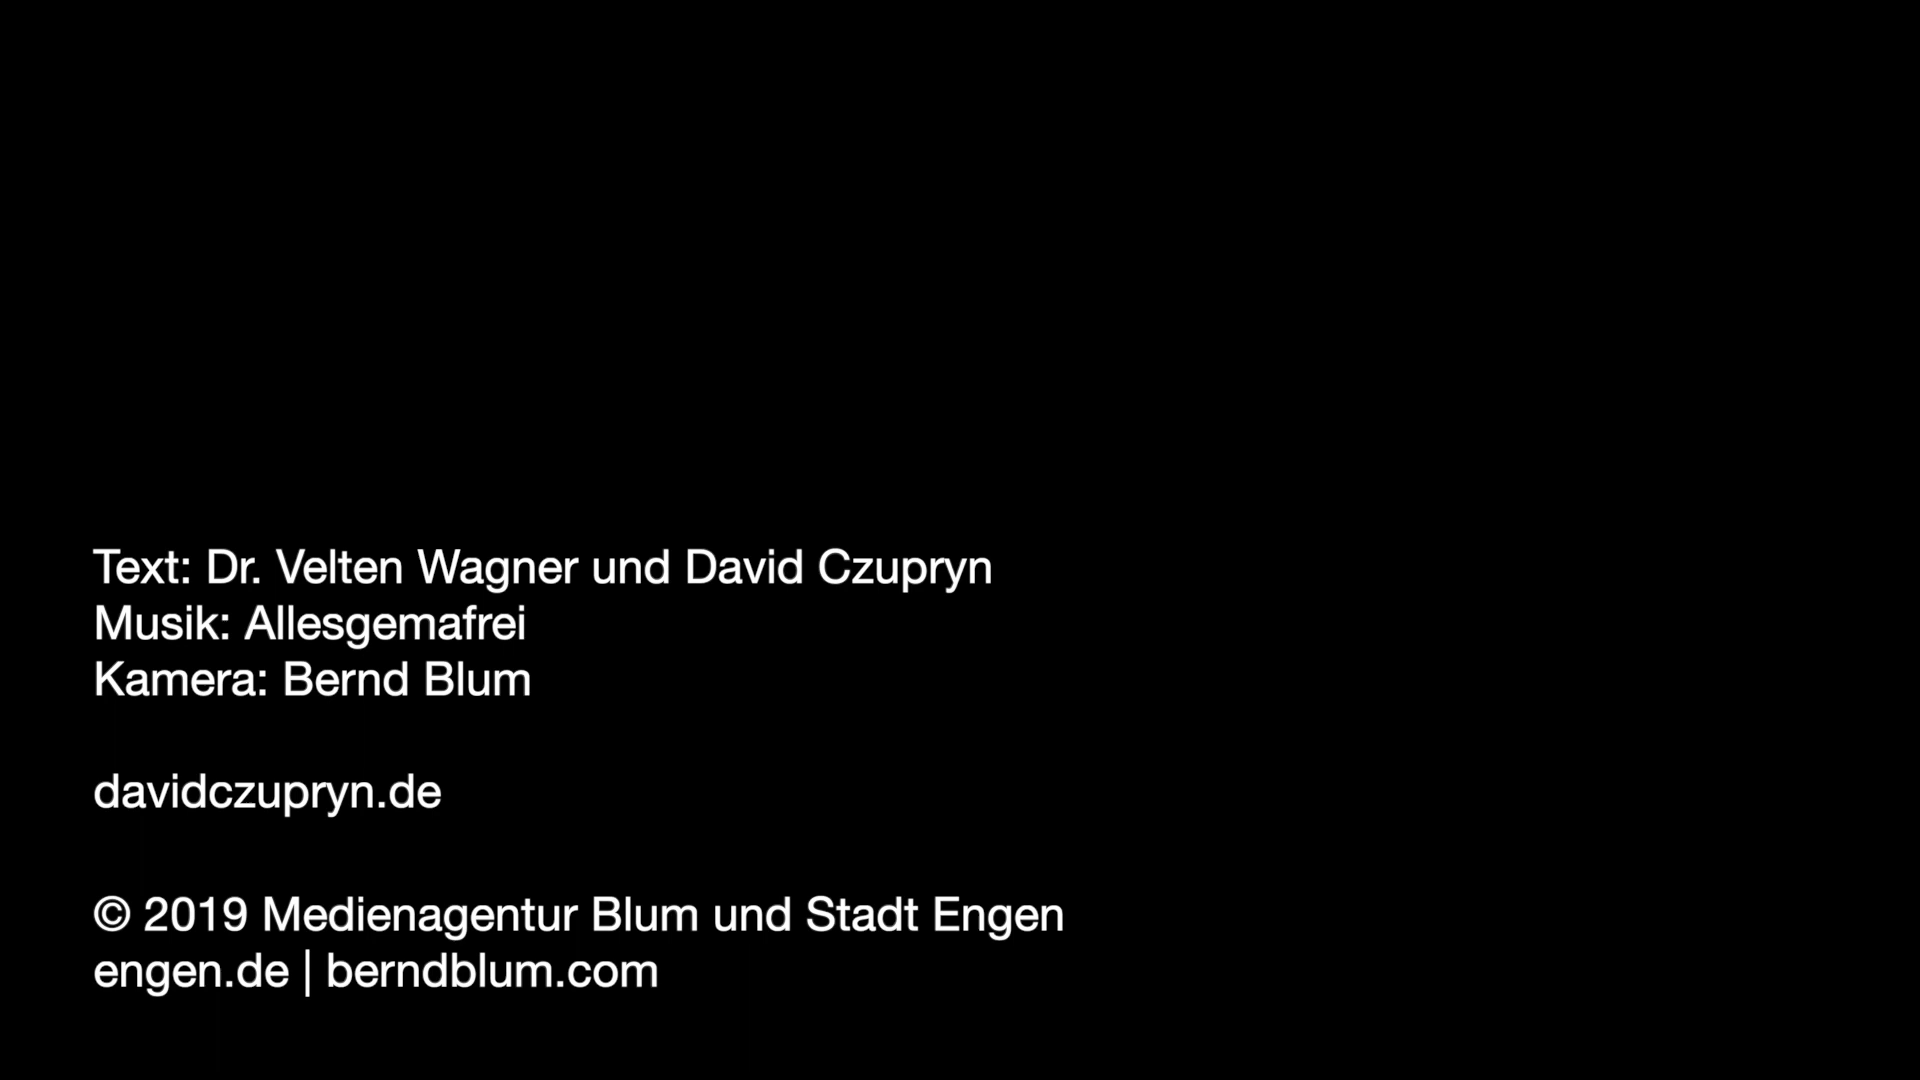 Text: Dr. Velten Wagner und David Czupryn
Musik: Allesgemafrei
Kamera: Bernd Blum
davidczupryn.de
© 2019 Medienagentur Blum und Stadt Engen
engen.de | berndblum.com